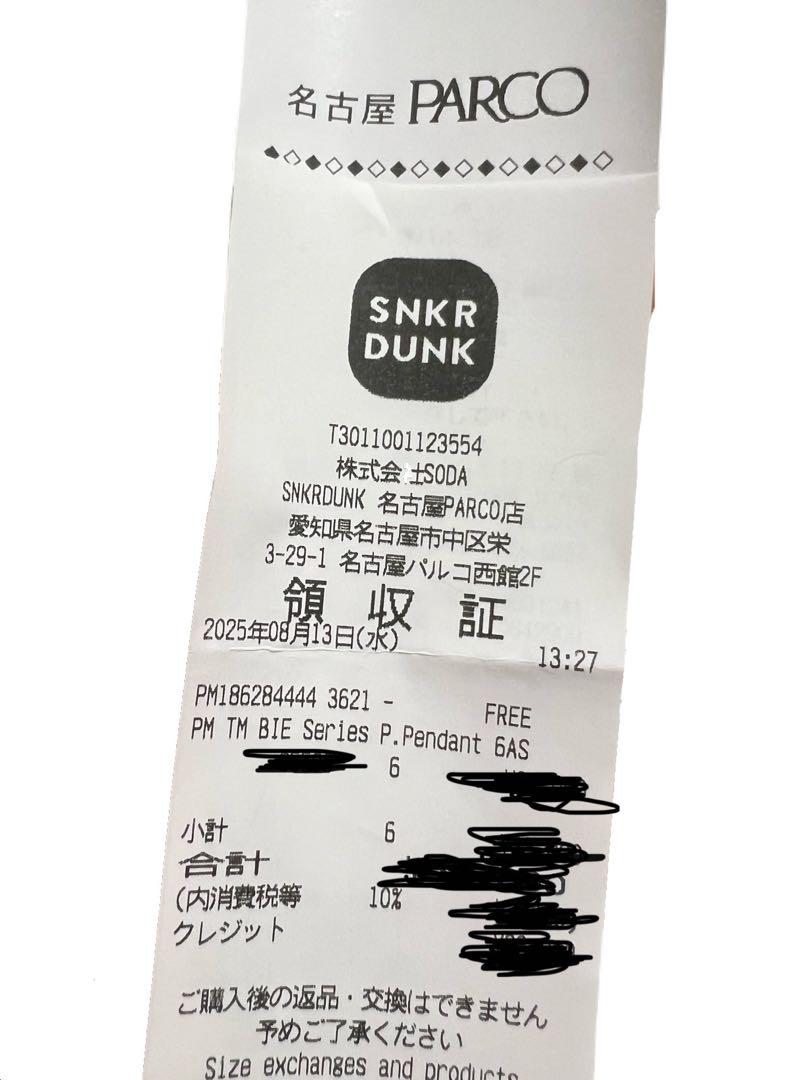 名古屋 PARCO
SNKR
DUNK
T3011001123554
株式会社SODA
SNKRDUNK 名古屋PARCO店
愛知県名古屋市中区栄
3-29-1 名古屋パルコ西館2F
領 収 証
2025年08月13日(水)
13:27
PM186284444 3621 - FREE
PM TM BIE Series P.Pendant 6AS
6
小計 6
合計
(内消費税等 10%
クレジット
ご購入後の返品・交換はできません
予めご了承ください
Size exchanges and products